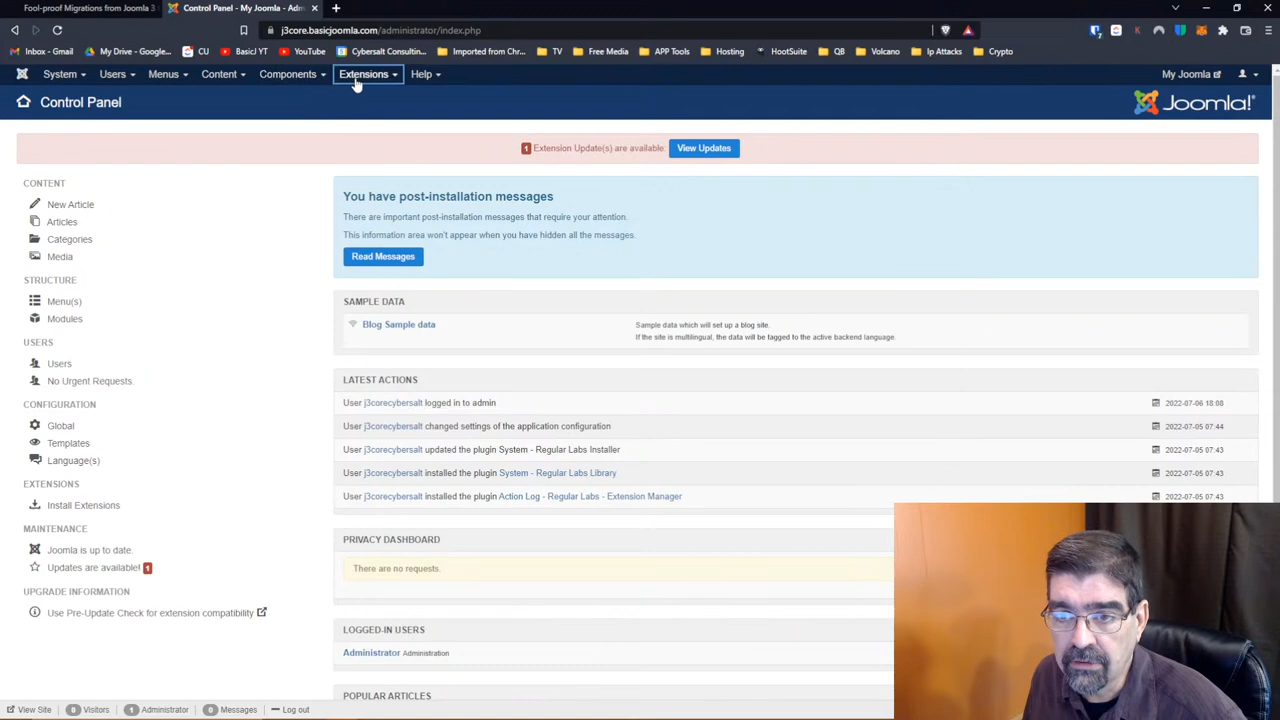 Fool-proof Migrations from Joomla 3
Control Panel - My Joomla - Adm
j3core.basicjoomla.com/administrator/index.php
Inbox - Gmail
My Drive - Google...
CU
BasicJ YT
YouTube
Cybersalt Consultin...
Imported from Chr...
TV
Free Media
APP Tools
Hosting
HootSuite
QB
Volcano
Ip Attacks
Crypto
System
Users
Menus
Content
Components
Extensions
Help
My Joomla
Control Panel
Joomla!
1 Extension Update(s) are available: View Updates
CONTENT
New Article
Articles
Categories
Media
STRUCTURE
Menu(s)
Modules
USERS
Users
No Urgent Requests.
CONFIGURATION
Global
Templates
Language(s)
EXTENSIONS
Install Extensions
MAINTENANCE
Joomla is up to date.
Updates are available! 1
UPGRADE INFORMATION
Use Pre-Update Check for extension compatibility
You have post-installation messages
There are important post-installation messages that require your attention.
This information area won't appear when you have hidden all the messages.
Read Messages
SAMPLE DATA
Blog Sample data
Sample data which will set up a blog site.
If the site is multilingual, the data will be tagged to the active backend language.
LATEST ACTIONS
User j3corecybersalt logged in to admin 2022-07-06 18:08
User j3corecybersalt changed settings of the application configuration 2022-07-05 07:44
User j3corecybersalt updated the plugin System - Regular Labs Installer 2022-07-05 07:43
User j3corecybersalt installed the plugin System - Regular Labs Library 2022-07-05 07:43
User j3corecybersalt installed the plugin Action Log - Regular Labs - Extension Manager 2022-07-05 07:43
PRIVACY DASHBOARD
There are no requests.
LOGGED-IN USERS
Administrator Administration
POPULAR ARTICLES
View Site
0 Visitors
1 Administrator
0 Messages
Log out